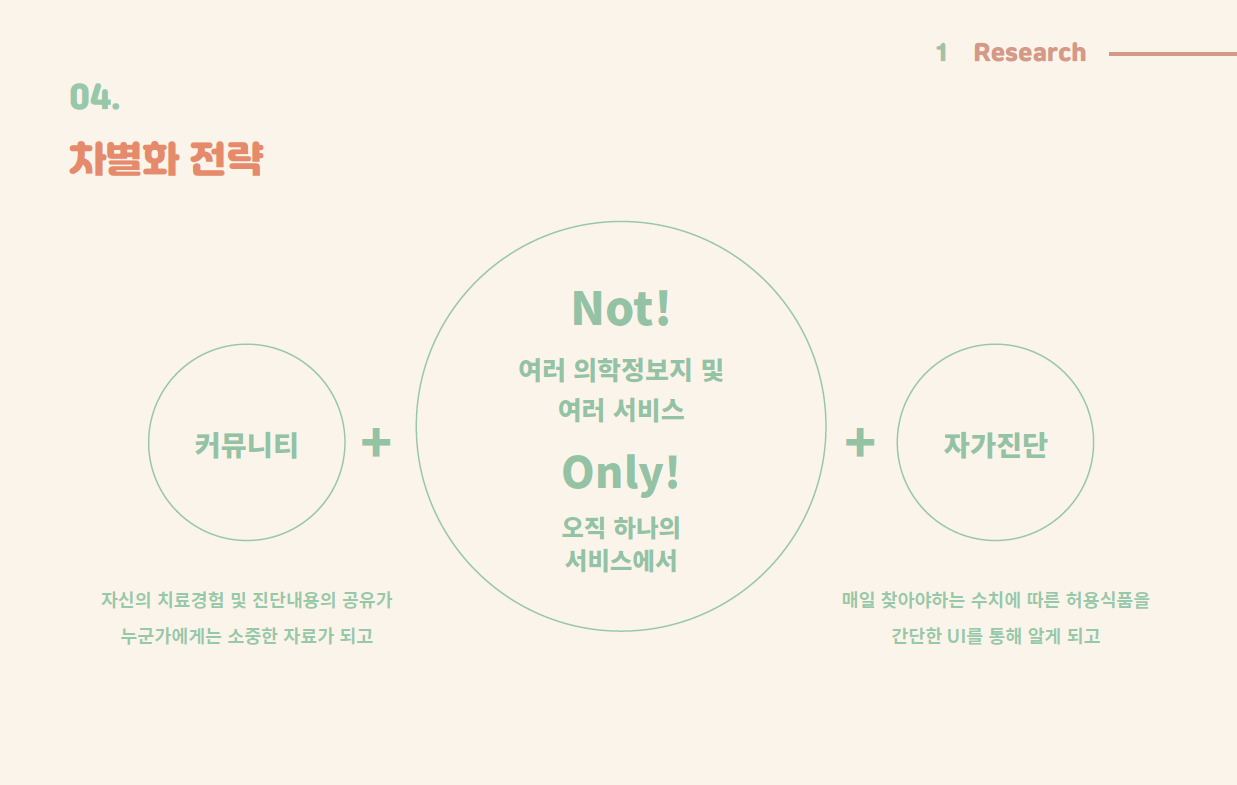 1 Research
04.
차별화 전략
Not!
여러 의학정보지 및
여러 서비스
Only!
오직 하나의
서비스에서
커뮤니티
+
+
자가진단
자신의 치료경험 및 진단내용의 공유가
누군가에게는 소중한 자료가 되고
매일 찾아야하는 수치에 따른 허용식품을
간단한 UI를 통해 알게 되고